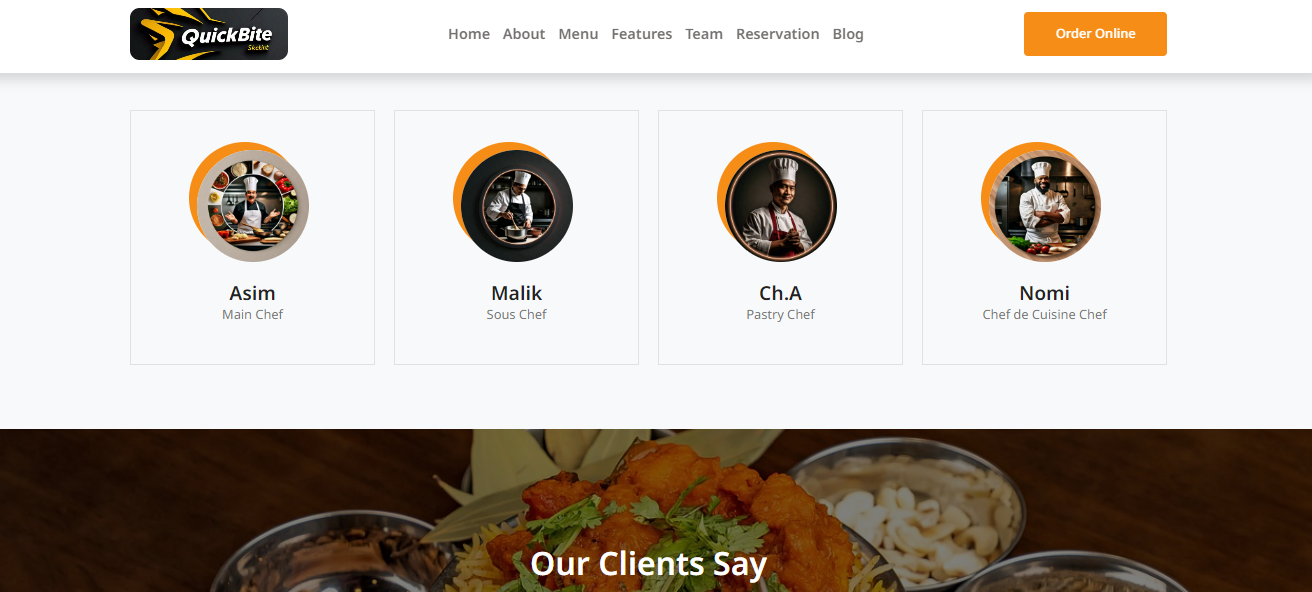 QuickBite
Home About Menu Features Team Reservation Blog
Order Online
Asim
Main Chef
Malik
Sous Chef
Ch.A
Pastry Chef
Nomi
Chef de Cuisine Chef
Our Clients Say